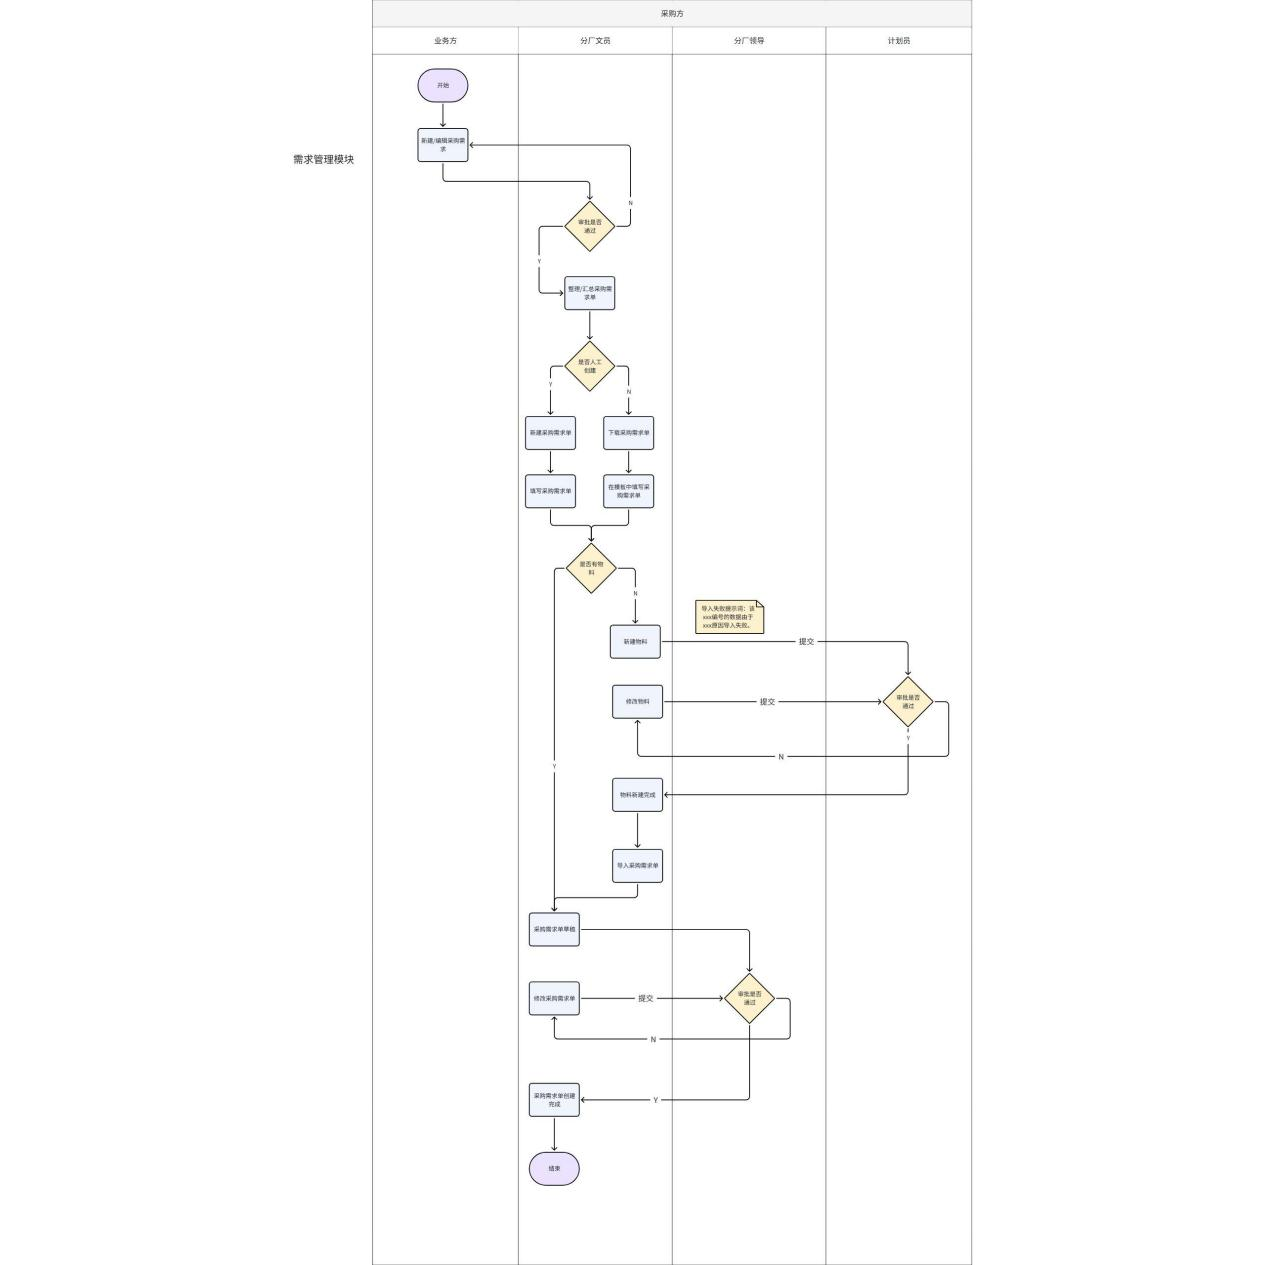 采购方
业务方
分厂文员
分厂领导
计划员
需求管理模块
开始
新建/编辑采购需
求
N
审批是否
通过
Y
整理/汇总采购需
求单
是否人工
创建
Y
N
新建采购需求单
下载采购需求单
填写采购需求单
在模板中填写采
购需求单
是否有物
料
N
导入失败提示词：该
xxx编号的数据由于
xxx原因导入失败。
新建物料
提交
修改物料
提交
审批是否
通过
Y
N
Y
物料新建完成
导入采购需求单
采购需求单草稿
修改采购需求单
提交
审批是否
通过
N
采购需求单创建
完成
Y
结束